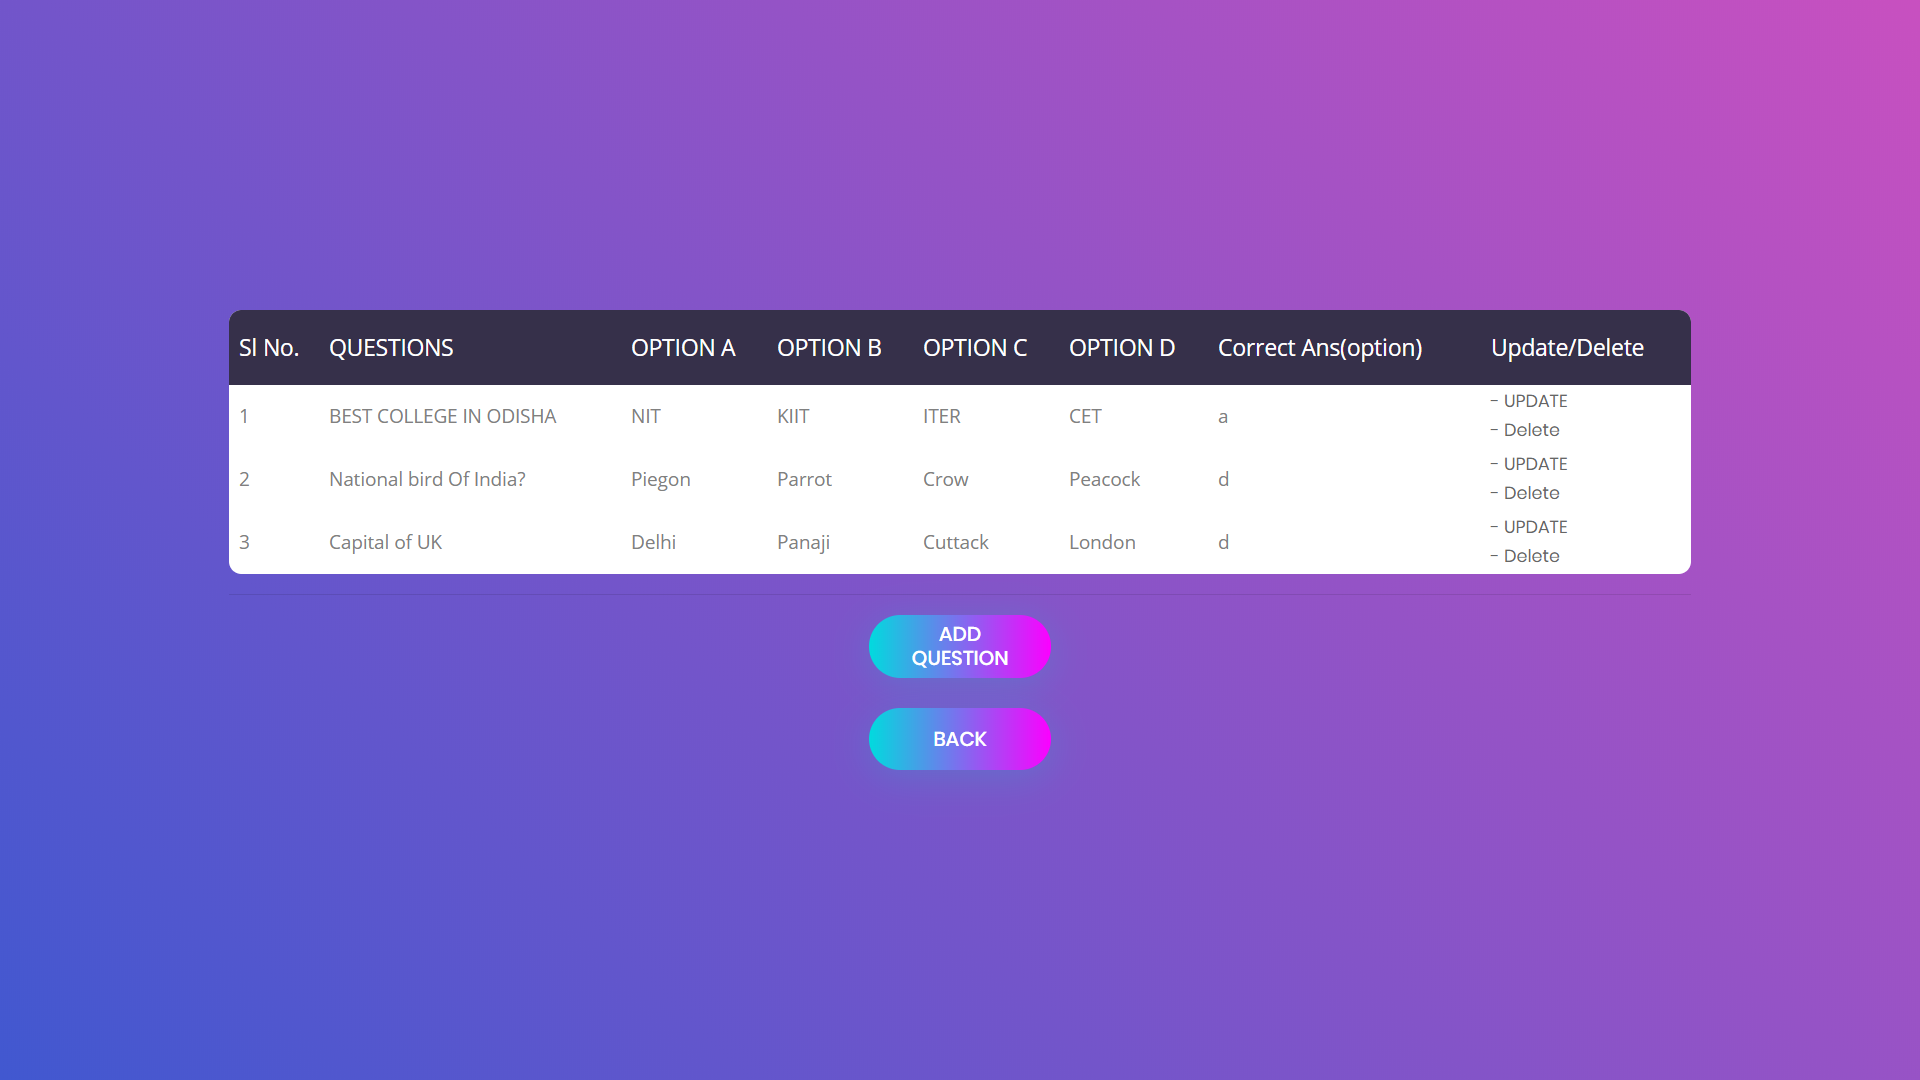 Sl No. QUESTIONS OPTION A OPTION B OPTION C OPTION D Correct Ans(option) Update/Delete
1 BEST COLLEGE IN ODISHA NIT KIIT ITER CET a - UPDATE
- Delete
2 National bird Of India? Piegon Parrot Crow Peacock d - UPDATE
- Delete
3 Capital of UK Delhi Panaji Cuttack London d - UPDATE
- Delete
ADD
QUESTION
BACK